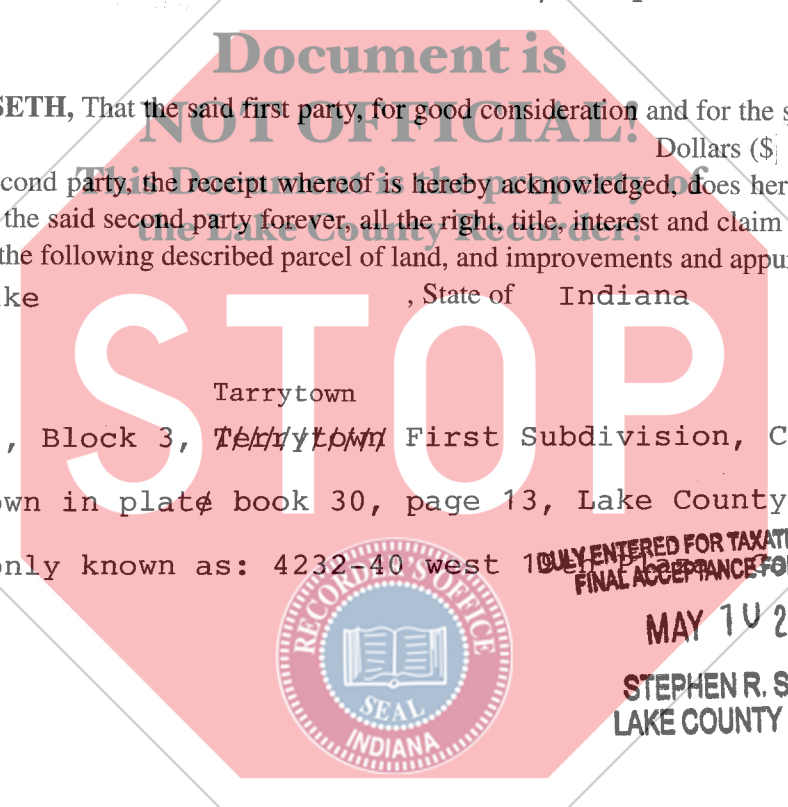 Document is
SETH, That the said first party, for good consideration and for the s
NOT OFFICIAL!
Dollars ($
This Document is the property of
cond party, the receipt whereof is hereby acknowledged, does her
the said second party forever, all the right, title, interest and claim
the Lake County Recorder!
the following described parcel of land, and improvements and appu
ke , State of Indiana
STOP
Tarrytown
, Block 3, Terrytown First Subdivision, C
own in plate book 30, page 13, Lake County
only known as: 4232-40 west
DULY ENTERED FOR TAXATI
FINAL ACCEPTANCE FO
MAY 10 2
STEPHEN R. S
LAKE COUNTY
RECORDER'S OFFICE
SEAL
INDIANA